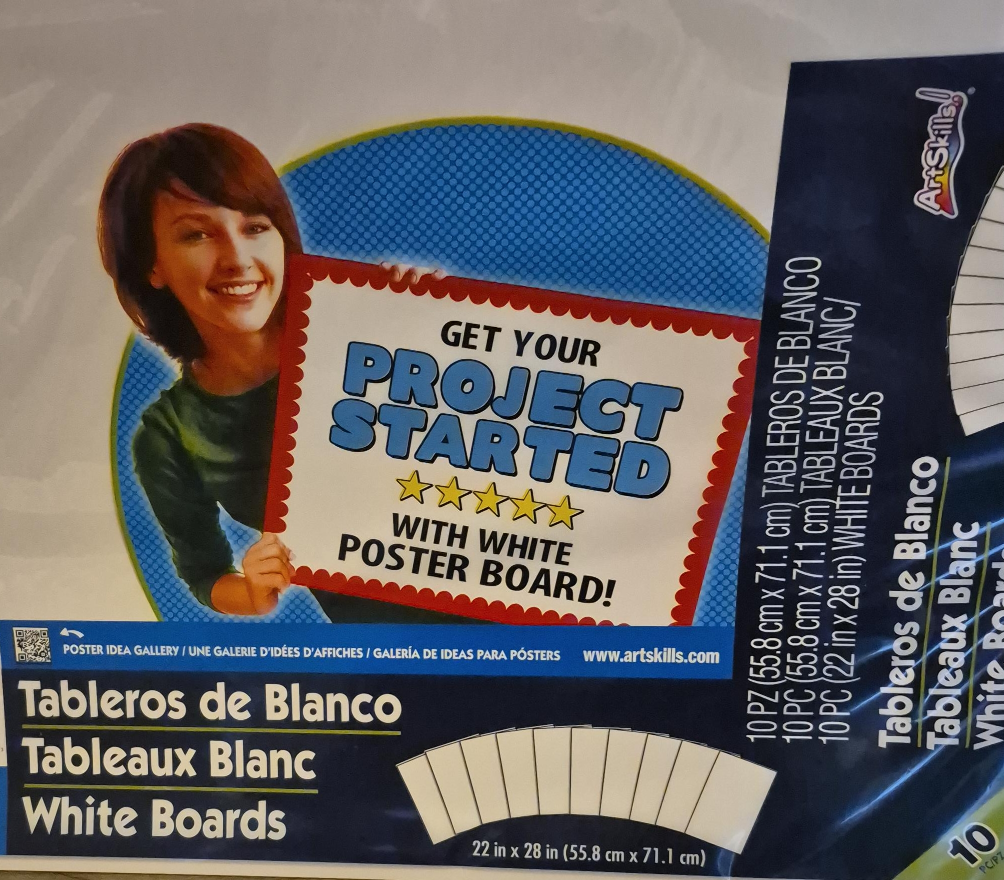 GET YOUR
PROJECT
STARTED
WITH WHITE
POSTER BOARD!
POSTER IDEA GALLERY / UNE GALERIE D'IDÉES D'AFFICHES / GALERÍA DE IDEAS PARA PÓSTERS www.artskills.com
Tableros de Blanco
Tableaux Blanc
White Boards
22 in x 28 in (55.8 cm x 71.1 cm)
ArtSkills!®
10 PZ (55.8 cm x 71.1 cm) TABLEROS DE BLANCO
10 PC (55.8 cm x 71.1 cm) TABLEAUX BLANC/
10 PC (22 in x 28 in) WHITE BOARDS
Tableros de Blanco
Tableaux Blanc
White Board
10
PC/PZ